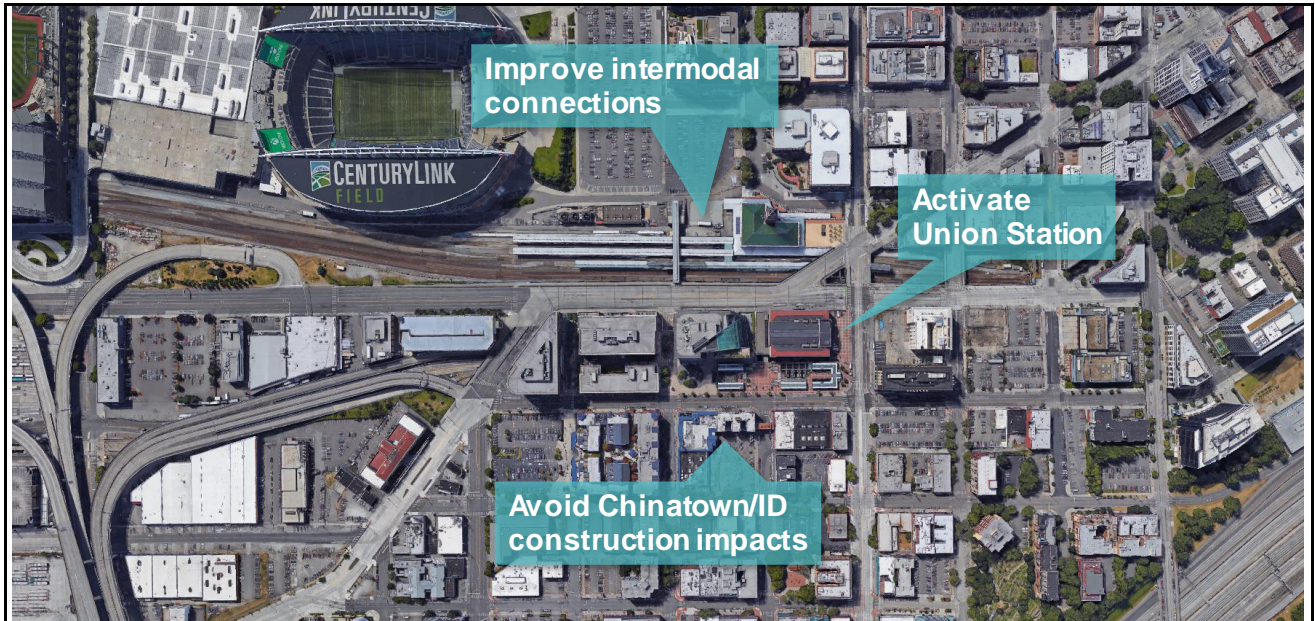 CENTURYLINK
Improve intermodal
connections
CENTURYLINK
FIELD
Activate
Union Station
Avoid Chinatown/ID
construction impacts